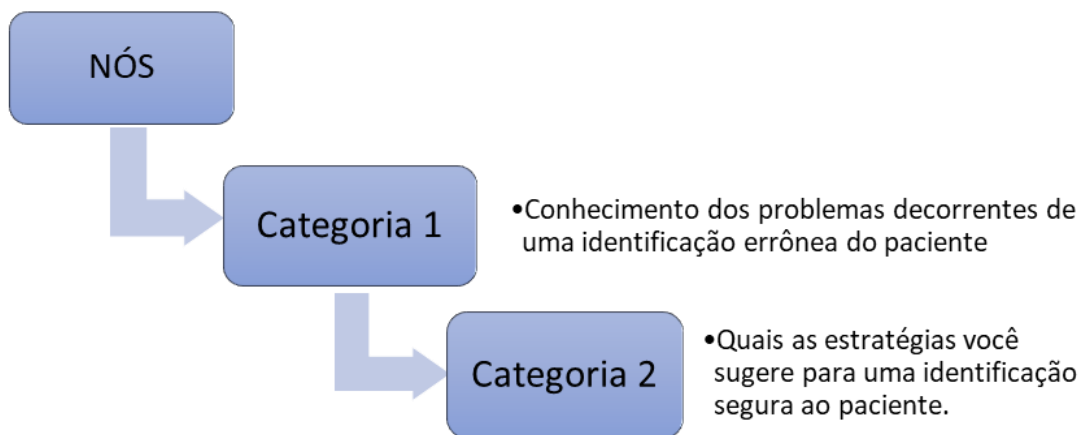 NÓS
Categoria 1
•Conhecimento dos problemas decorrentes de
uma identificação errônea do paciente
Categoria 2
•Quais as estratégias você
sugere para uma identificação
segura ao paciente.